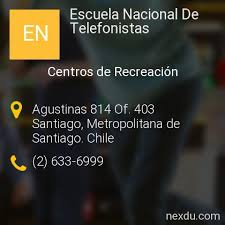 EN
Escuela Nacional De
Telefonistas
Centros de Recreación
Agustinas 814 Of. 403
Santiago, Metropolitana de
Santiago. Chile
(2) 633-6999
nexdu.com